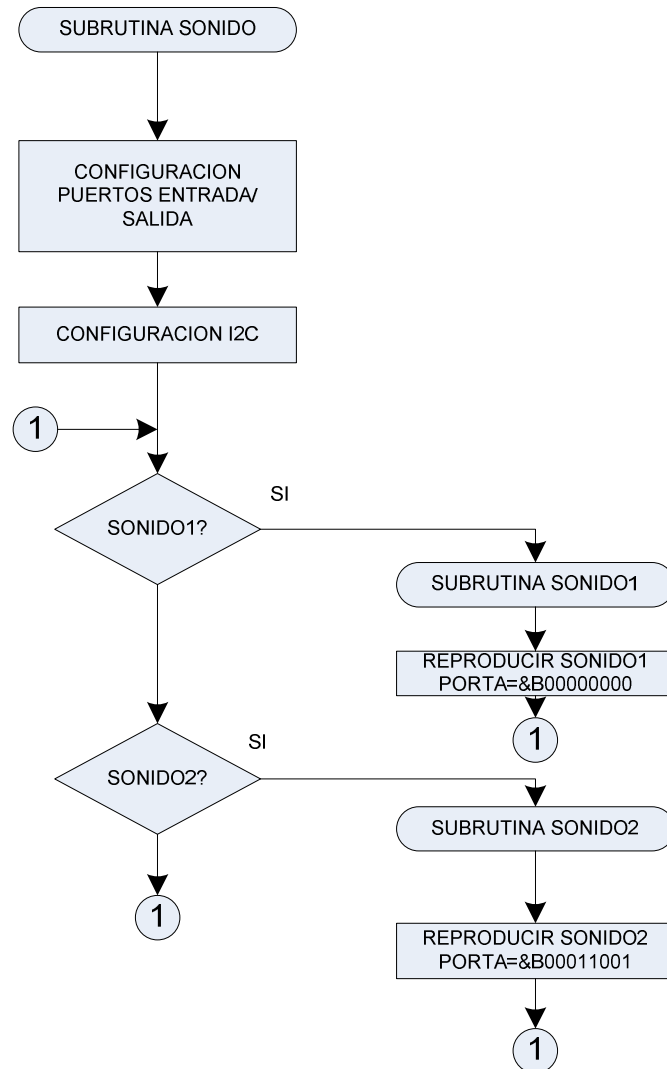 SUBRUTINA SONIDO
CONFIGURACION
PUERTOS ENTRADA/
SALIDA
CONFIGURACION I2C
1
SI
SONIDO1?
SUBRUTINA SONIDO1
REPRODUCIR SONIDO1
PORTA=&B00000000
1
SI
SONIDO2?
SUBRUTINA SONIDO2
1
REPRODUCIR SONIDO2
PORTA=&B00011001
1